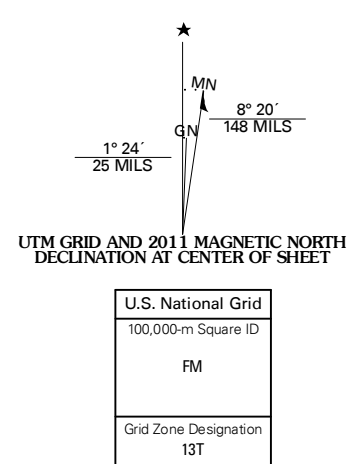 ★
MN
8° 20´
148 MILS
GN
1° 24´
25 MILS
UTM GRID AND 2011 MAGNETIC NORTH
DECLINATION AT CENTER OF SHEET
U.S. National Grid
100,000-m Square ID
FM
Grid Zone Designation
13T